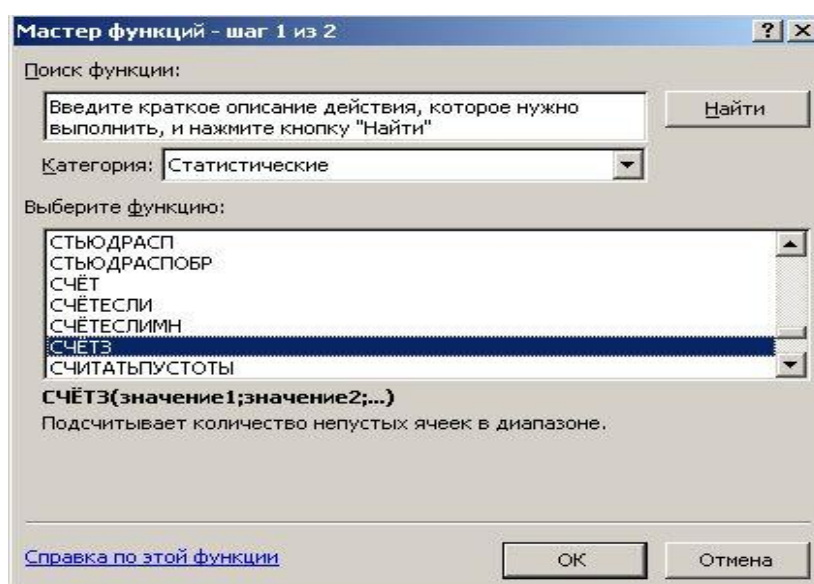 Мастер функций - шаг 1 из 2
Поиск функции:
Введите краткое описание действия, которое нужно
выполнить, и нажмите кнопку "Найти"
Найти
Категория: Статистические
Выберите функцию:
СТЬЮДРАСП
СТЬЮДРАСПОБР
СЧЁТ
СЧЁТЕСЛИ
СЧЁТЕСЛИМН
СЧЁТЗ
СЧИТАТЬПУСТОТЫ
СЧЁТЗ(значение1;значение2;...)
Подсчитывает количество непустых ячеек в диапазоне.
Справка по этой функции
ОК
Отмена